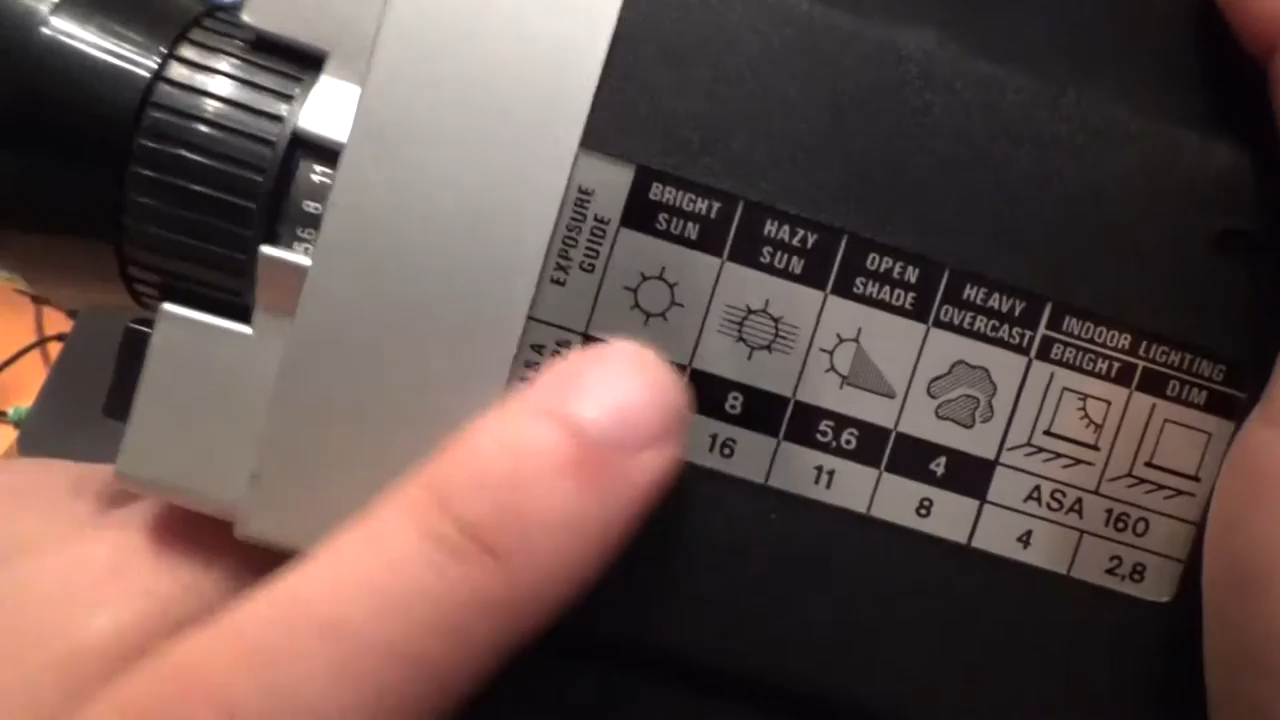 11
8
5.6
EXPOSURE
GUIDE
BRIGHT
SUN
HAZY
SUN
OPEN
SHADE
HEAVY
OVERCAST
INDOOR LIGHTING
BRIGHT
DIM
8
5,6
4
ASA 160
16
11
8
4
2,8